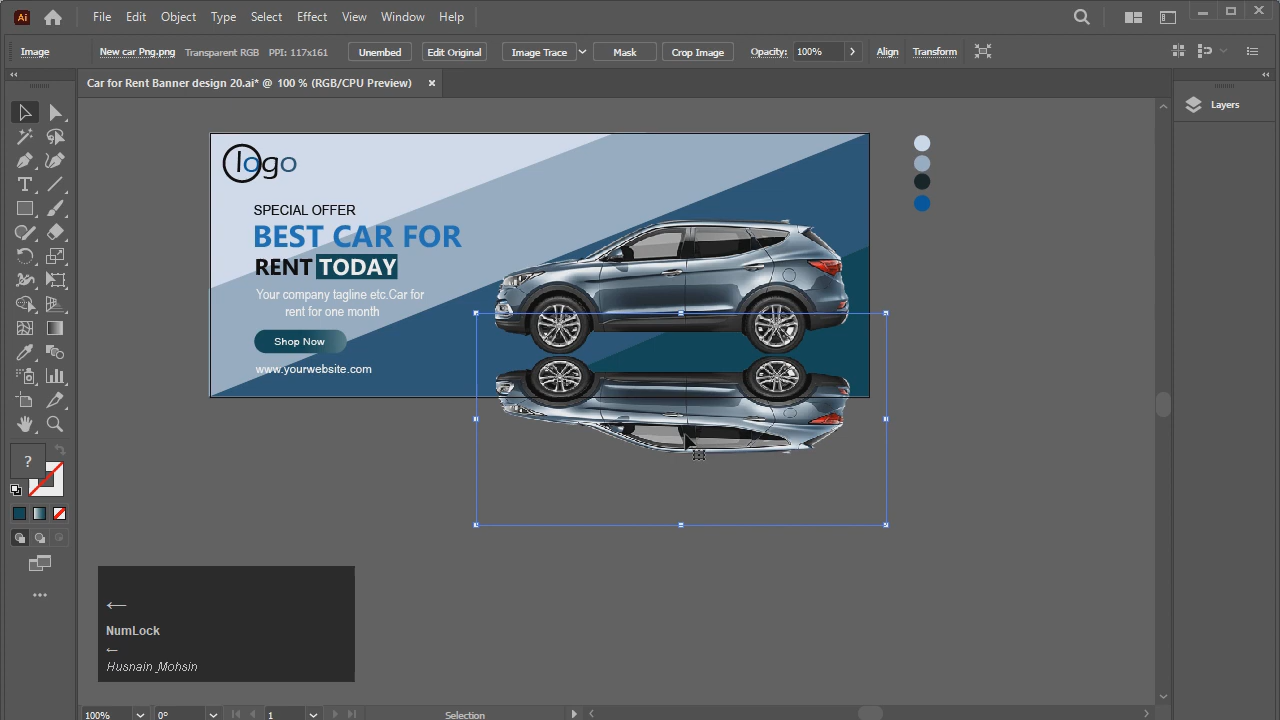 Ai File Edit Object Type Select Effect View Window Help
Image New car Png.png Transparent RGB PPI: 117x161 Unembed Edit Original Image Trace Mask Crop Image Opacity: 100% Align Transform
Car for Rent Banner design 20.ai* @ 100 % (RGB/CPU Preview) ×
Layers
logo
SPECIAL OFFER
BEST CAR FOR
RENT TODAY
Your company tagline etc.Car for
rent for one month
Shop Now
www.yourwebsite.com
?
←
NumLock
←
Husnain Mohsin
100% 0° 1 Selection